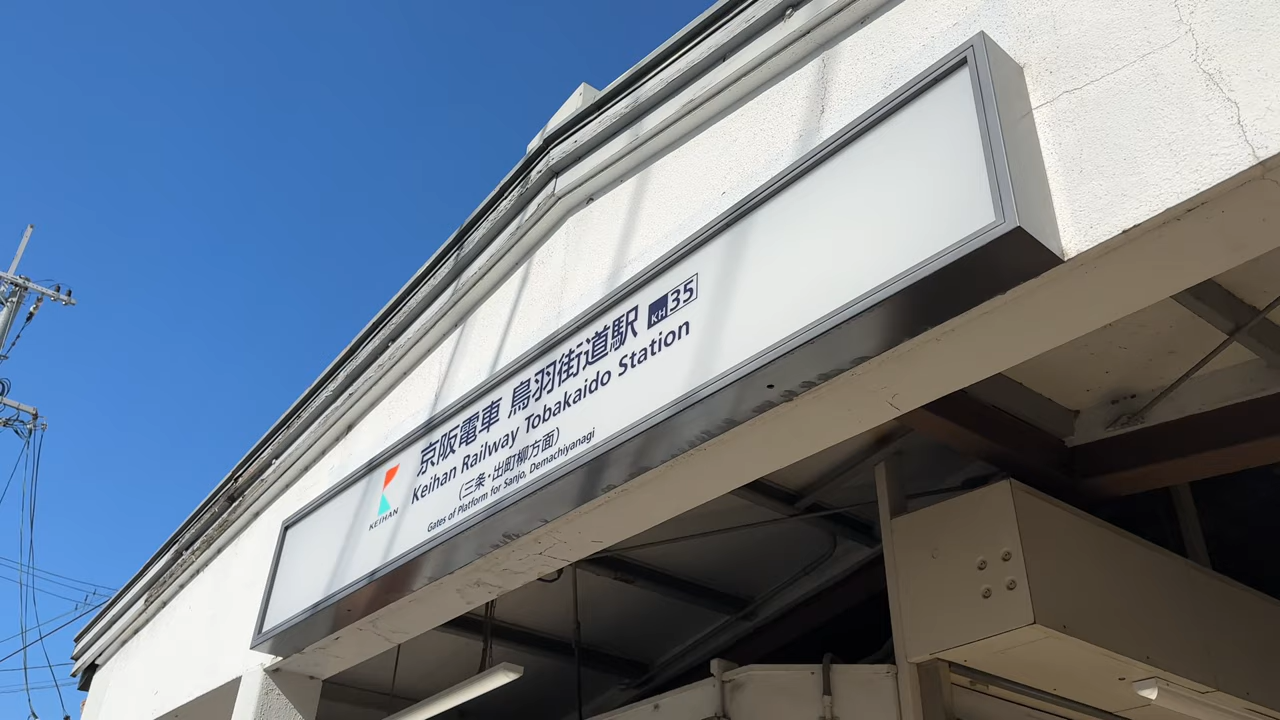 京阪電車 鳥羽街道駅 KH35
Keihan Railway Tobakaido Station
(三条・出町柳方面)
Gates of Platform for Sanjo, Demachiyanagi
KEIHAN